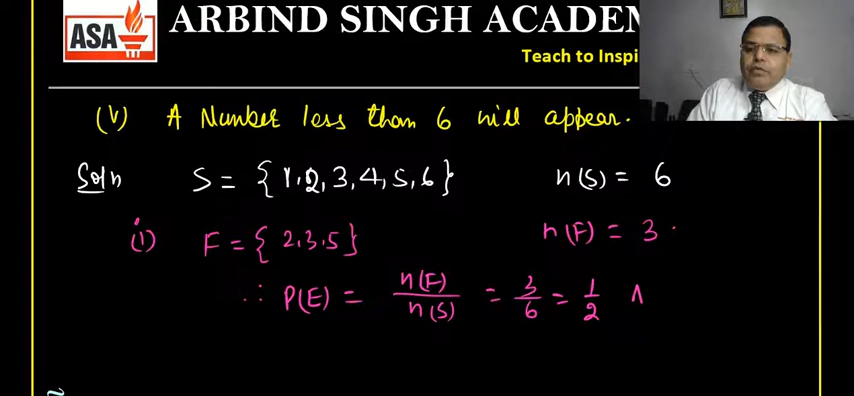 ARBIND SINGH ACADEM
ASA
Teach to Inspi
(V) A Number less than 6 will appear.
Soln S = {1,2,3,4,5,6} n(S) = 6
(i) F = {2,3,5} n(F) = 3
∴ P(E) = n(F)/n(S) = 3/6 = 1/2